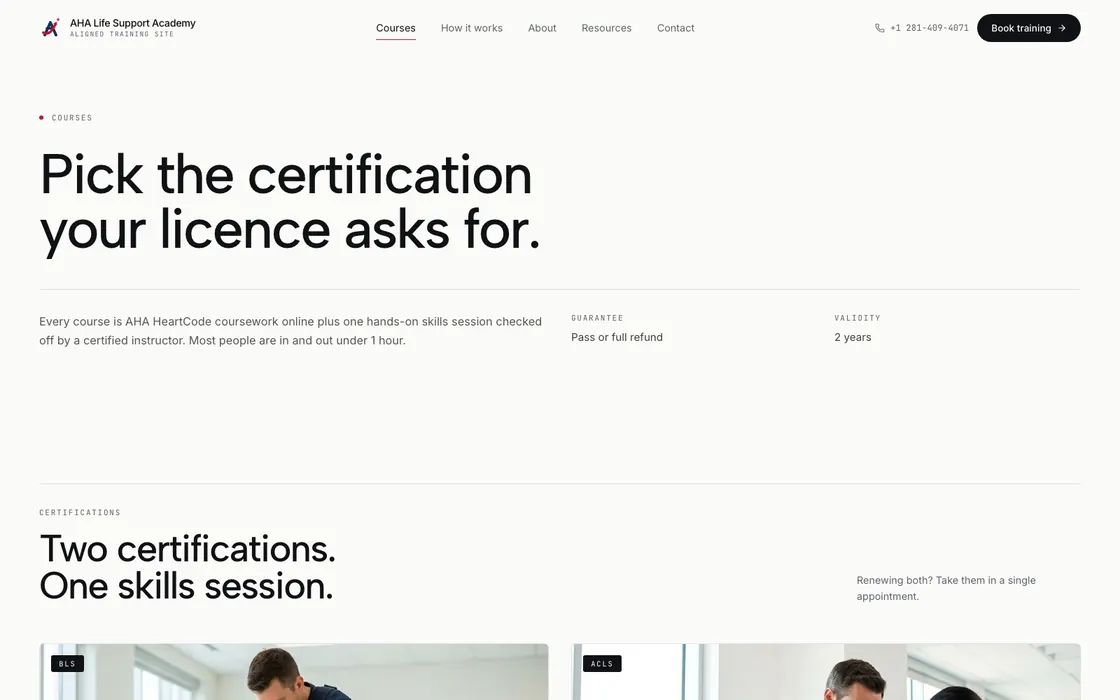 AHA Life Support Academy
ALIGNED TRAINING SITE
Courses
How it works
About
Resources
Contact
+1 281-409-4071
Book training →
COURSES
Pick the certification
your licence asks for.
Every course is AHA HeartCode coursework online plus one hands-on skills session checked
off by a certified instructor. Most people are in and out under 1 hour.
GUARANTEE
Pass or full refund
VALIDITY
2 years
CERTIFICATIONS
Two certifications.
One skills session.
Renewing both? Take them in a single
appointment.
BLS
ACLS